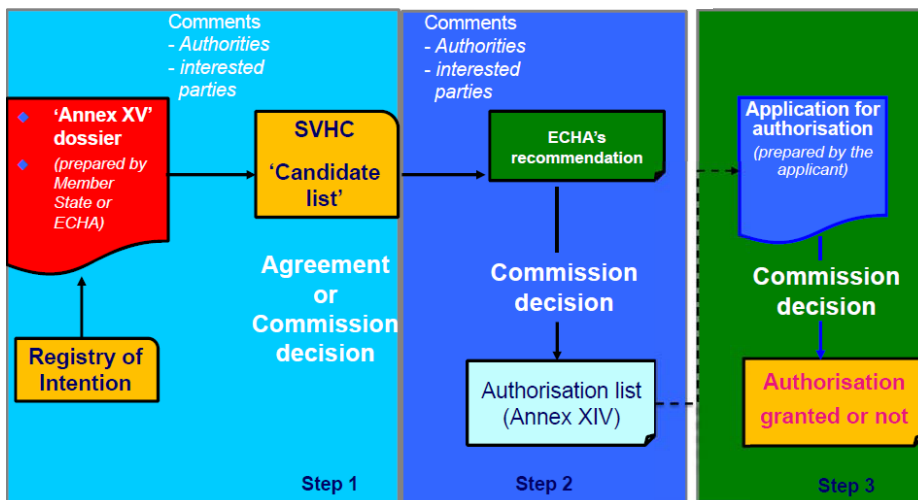 Comments
- Authorities
- interested
parties
'Annex XV'
dossier
(prepared by
Member
State or
ECHA)
Registry of
Intention
SVHC
'Candidate
list'
Agreement
or
Commission
decision
Step 1
Comments
- Authorities
- interested
parties
ECHA's
recommendation
Commission
decision
Authorisation list
(Annex XIV)
Step 2
Application for
authorisation
(prepared by the
applicant)
Commission
decision
Authorisation
granted or not
Step 3